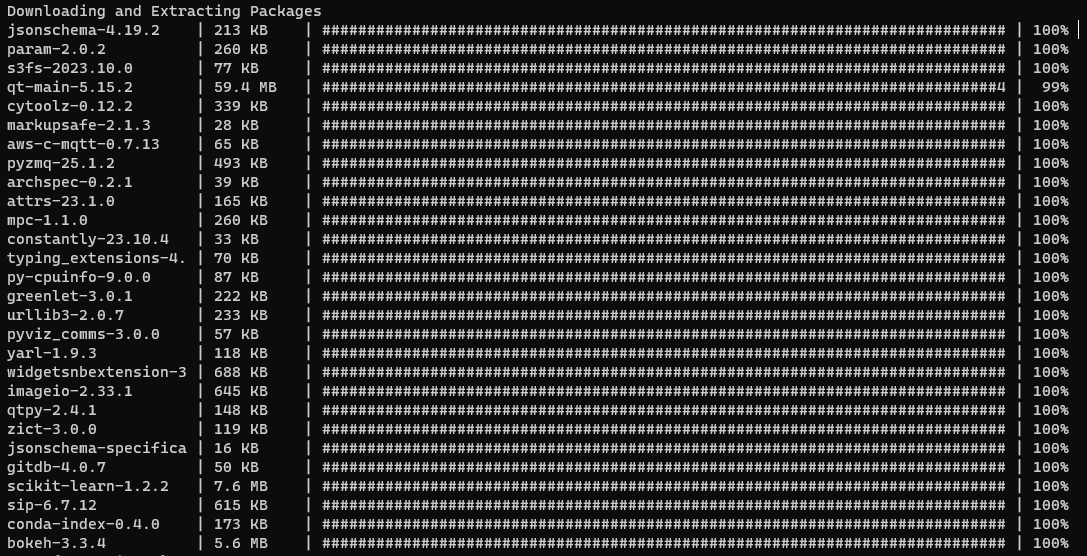 Downloading and Extracting Packages
jsonschema-4.19.2 | 213 KB | ############################################################################ | 100%
param-2.0.2 | 260 KB | ############################################################################ | 100%
s3fs-2023.10.0 | 77 KB | ############################################################################ | 100%
qt-main-5.15.2 | 59.4 MB | ###########################################################################4 | 99%
cytoolz-0.12.2 | 339 KB | ############################################################################ | 100%
markupsafe-2.1.3 | 28 KB | ############################################################################ | 100%
aws-c-mqtt-0.7.13 | 65 KB | ############################################################################ | 100%
pyzmq-25.1.2 | 493 KB | ############################################################################ | 100%
archspec-0.2.1 | 39 KB | ############################################################################ | 100%
attrs-23.1.0 | 165 KB | ############################################################################ | 100%
mpc-1.1.0 | 260 KB | ############################################################################ | 100%
constantly-23.10.4 | 33 KB | ############################################################################ | 100%
typing_extensions-4. | 70 KB | ############################################################################ | 100%
py-cpuinfo-9.0.0 | 87 KB | ############################################################################ | 100%
greenlet-3.0.1 | 222 KB | ############################################################################ | 100%
urllib3-2.0.7 | 233 KB | ############################################################################ | 100%
pyviz_comms-3.0.0 | 57 KB | ############################################################################ | 100%
yarl-1.9.3 | 118 KB | ############################################################################ | 100%
widgetsnbextension-3 | 688 KB | ############################################################################ | 100%
imageio-2.33.1 | 645 KB | ############################################################################ | 100%
qtpy-2.4.1 | 148 KB | ############################################################################ | 100%
zict-3.0.0 | 119 KB | ############################################################################ | 100%
jsonschema-specifica | 16 KB | ############################################################################ | 100%
gitdb-4.0.7 | 50 KB | ############################################################################ | 100%
scikit-learn-1.2.2 | 7.6 MB | ############################################################################ | 100%
sip-6.7.12 | 615 KB | ############################################################################ | 100%
conda-index-0.4.0 | 173 KB | ############################################################################ | 100%
bokeh-3.3.4 | 5.6 MB | ############################################################################ | 100%